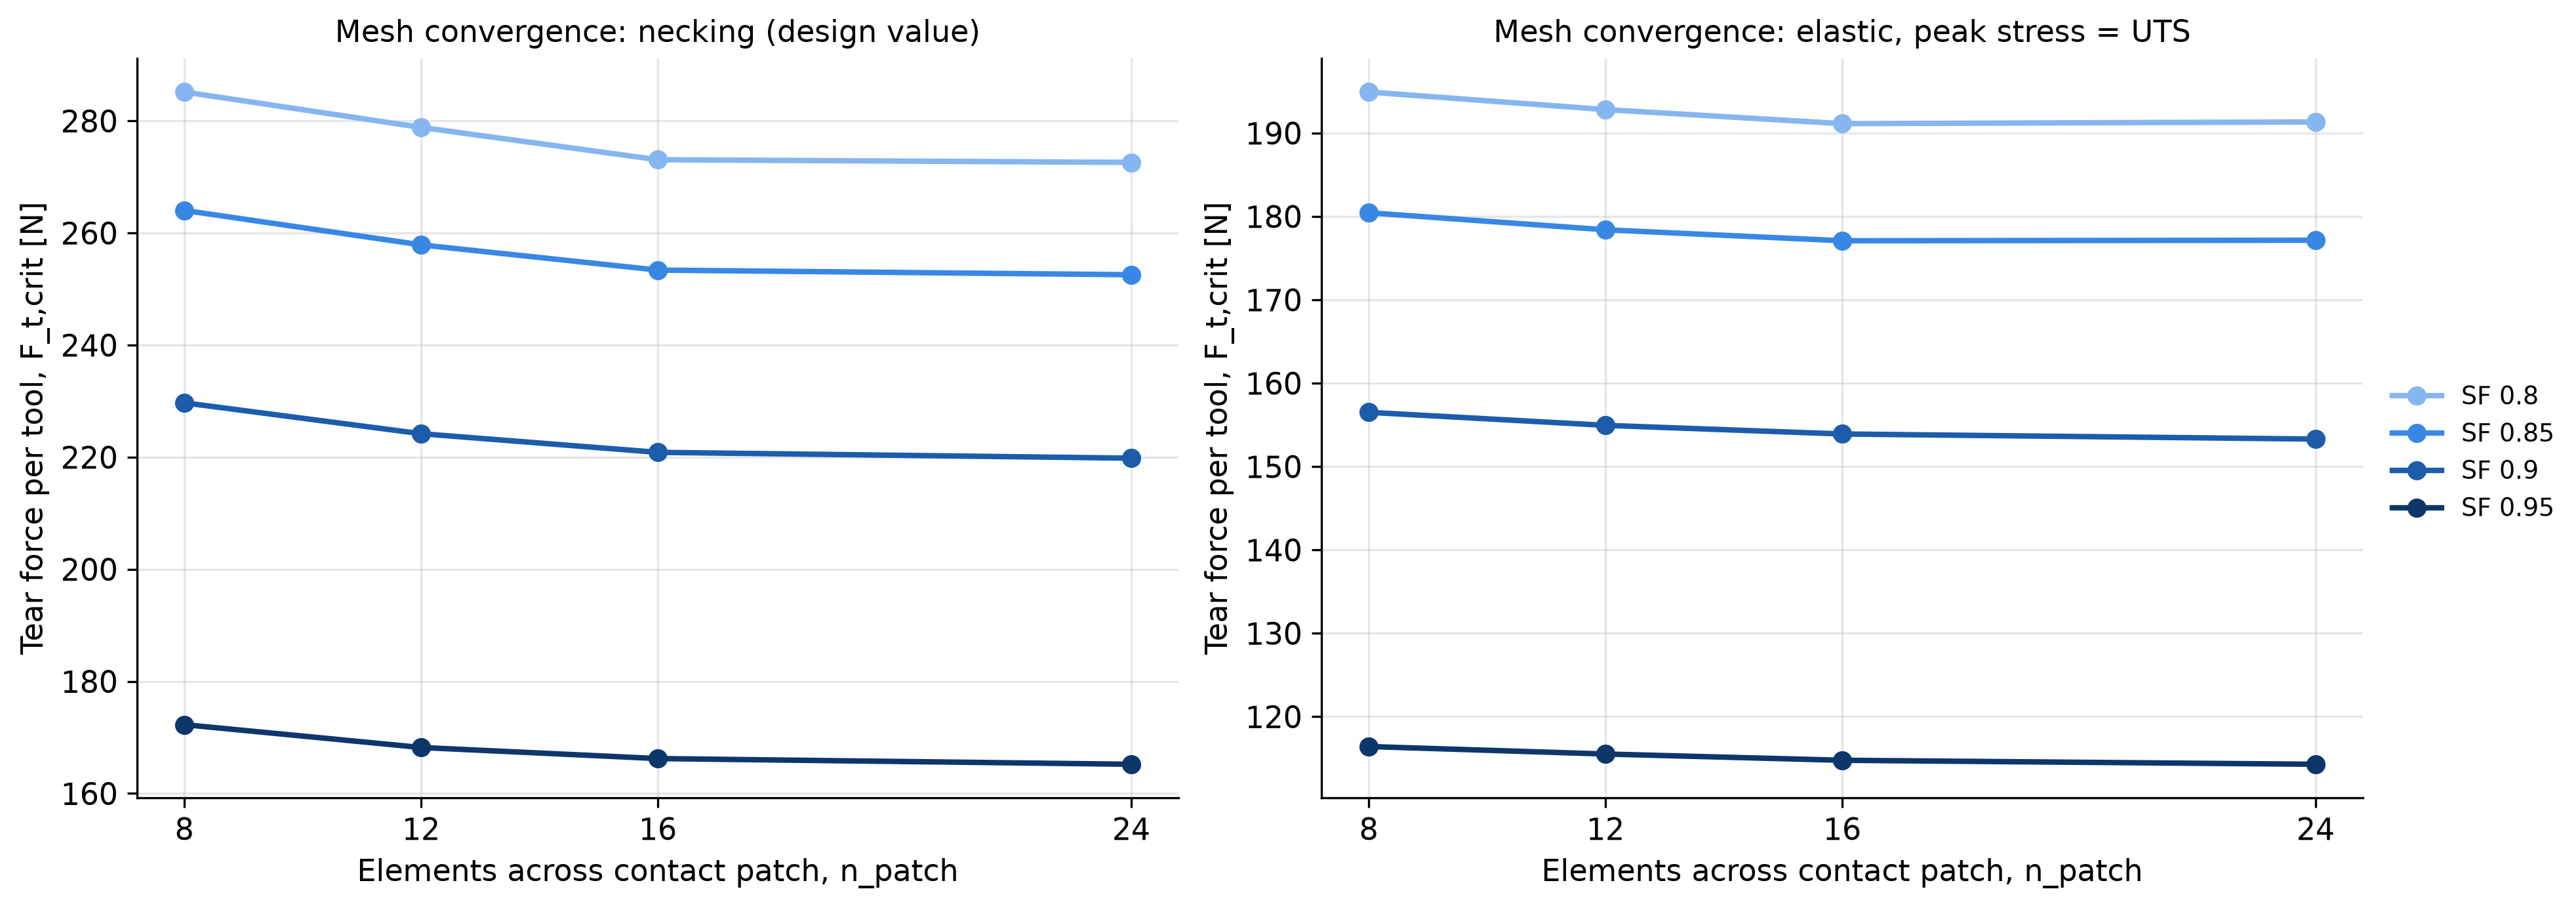 Mesh convergence: necking (design value)
Tear force per tool, F_t,crit [N]
280
260
240
220
200
180
160
8 12 16 24
Elements across contact patch, n_patch
Mesh convergence: elastic, peak stress = UTS
Tear force per tool, F_t,crit [N]
190
180
170
160
150
140
130
120
8 12 16 24
Elements across contact patch, n_patch
SF 0.8
SF 0.85
SF 0.9
SF 0.95